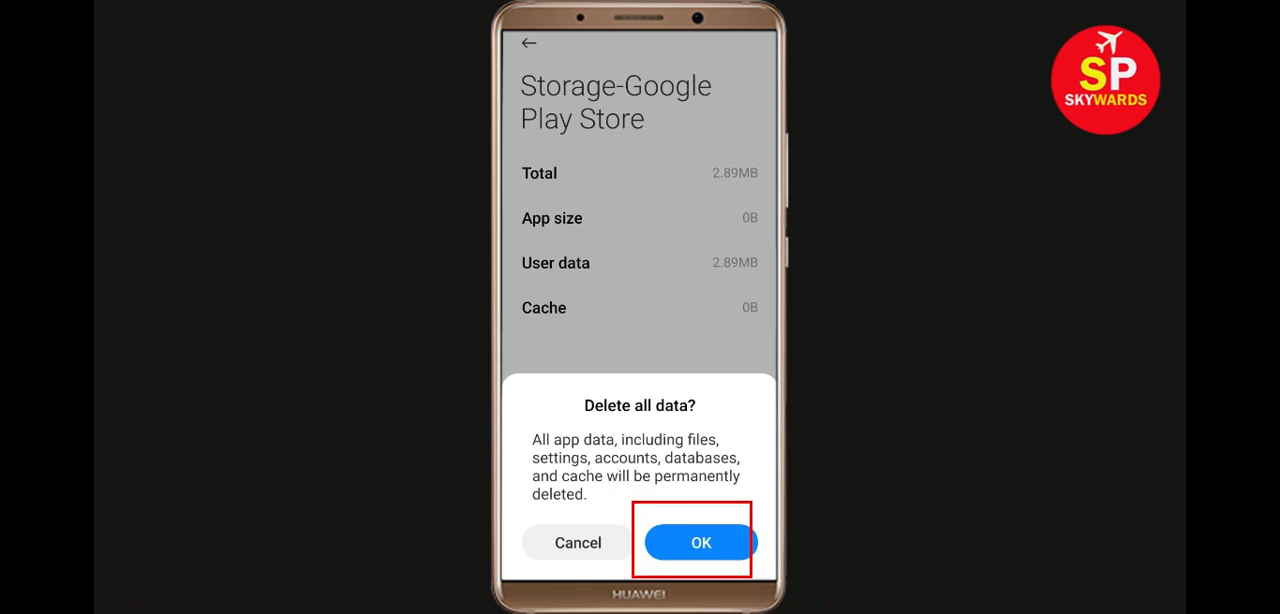 SP
SKYWARDS
Storage-Google
Play Store
Total 2.89MB
App size 0B
User data 2.89MB
Cache 0B
Delete all data?
All app data, including files,
settings, accounts, databases,
and cache will be permanently
deleted.
Cancel OK
HUAWEI